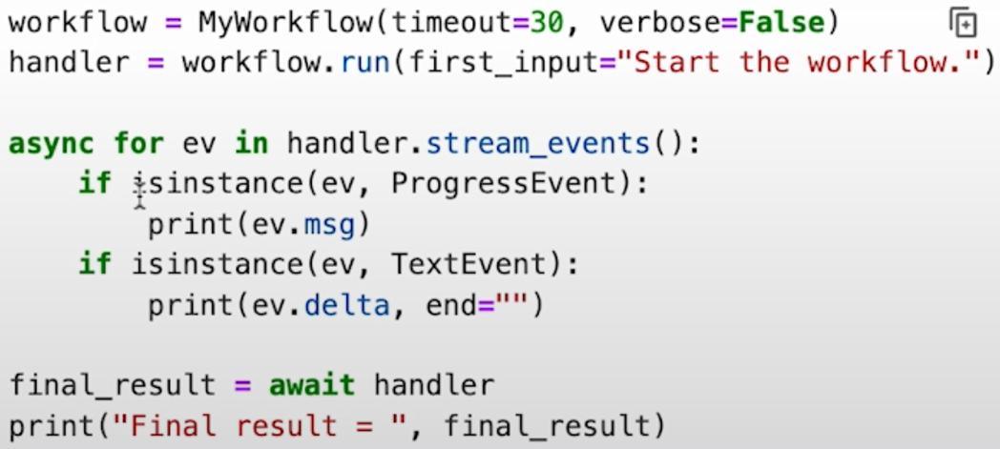 workflow = MyWorkflow(timeout=30, verbose=False)
handler = workflow.run(first_input="Start the workflow.")
async for ev in handler.stream_events():
    if isinstance(ev, ProgressEvent):
        print(ev.msg)
    if isinstance(ev, TextEvent):
        print(ev.delta, end="")
final_result = await handler
print("Final result = ", final_result)